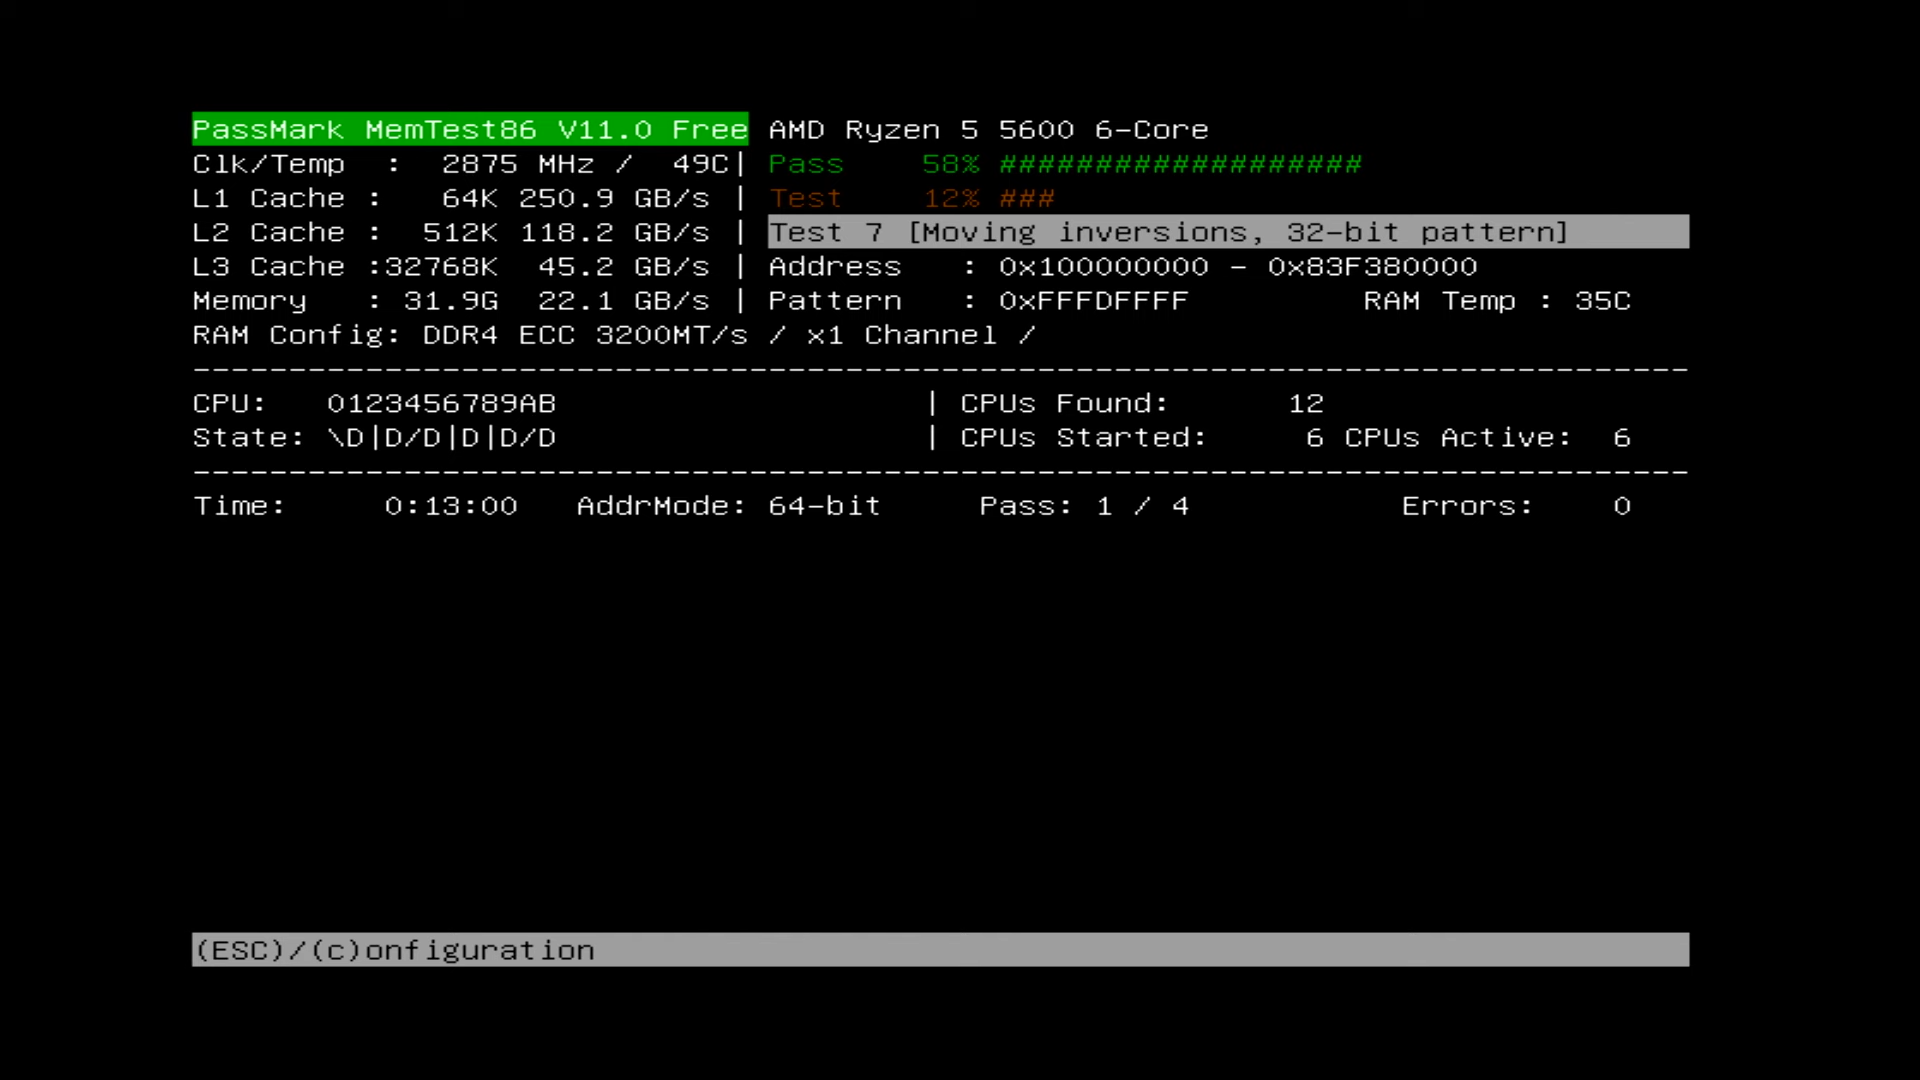 PassMark MemTest86 V11.0 Free AMD Ryzen 5 5600 6-Core
Clk/Temp : 2875 MHz / 49C| Pass 58% ###################
L1 Cache : 64K 250.9 GB/s | Test 12% ###
L2 Cache : 512K 118.2 GB/s | Test 7 [Moving inversions, 32-bit pattern]
L3 Cache :32768K 45.2 GB/s | Address : 0x100000000 - 0x83F380000
Memory : 31.9G 22.1 GB/s | Pattern : 0xFFFDFFFF RAM Temp : 35C
RAM Config: DDR4 ECC 3200MT/s / x1 Channel /
------------------------------------------------------------------------------
CPU: 0123456789AB | CPUs Found: 12
State: \D|D/D|D|D/D | CPUs Started: 6 CPUs Active: 6
------------------------------------------------------------------------------
Time: 0:13:00 AddrMode: 64-bit Pass: 1 / 4 Errors: 0
(ESC)/(c)onfiguration